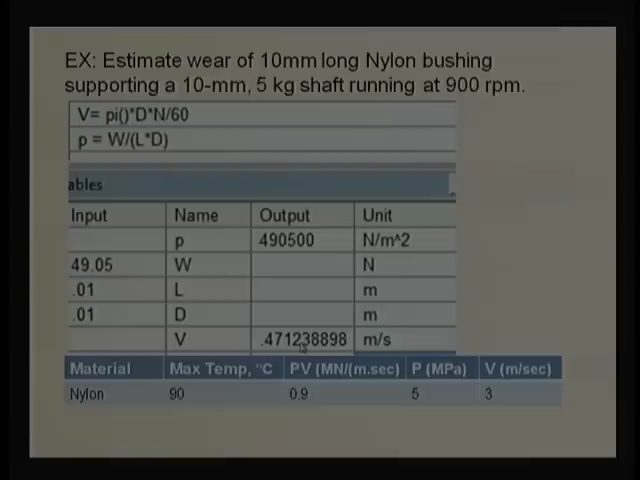 EX: Estimate wear of 10mm long Nylon bushing
supporting a 10-mm, 5 kg shaft running at 900 rpm.
V= pi()*D*N/60
p = W/(L*D)
ables
Input Name Output Unit
p 490500 N/m^2
49.05 W N
.01 L m
.01 D m
V .471238898 m/s
Material Max Temp, °C PV (MN/(m.sec) P (MPa) V (m/sec)
Nylon 90 0.9 5 3